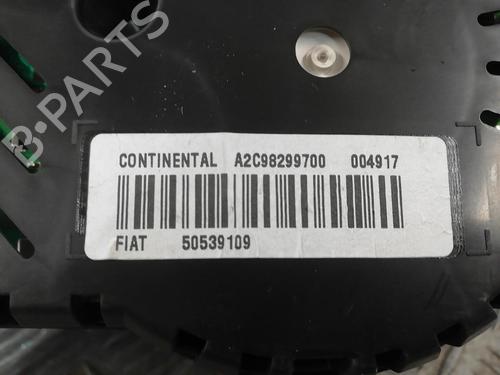 B-PARTS
CONTINENTAL A2C98299700 004917
FIAT 50539109